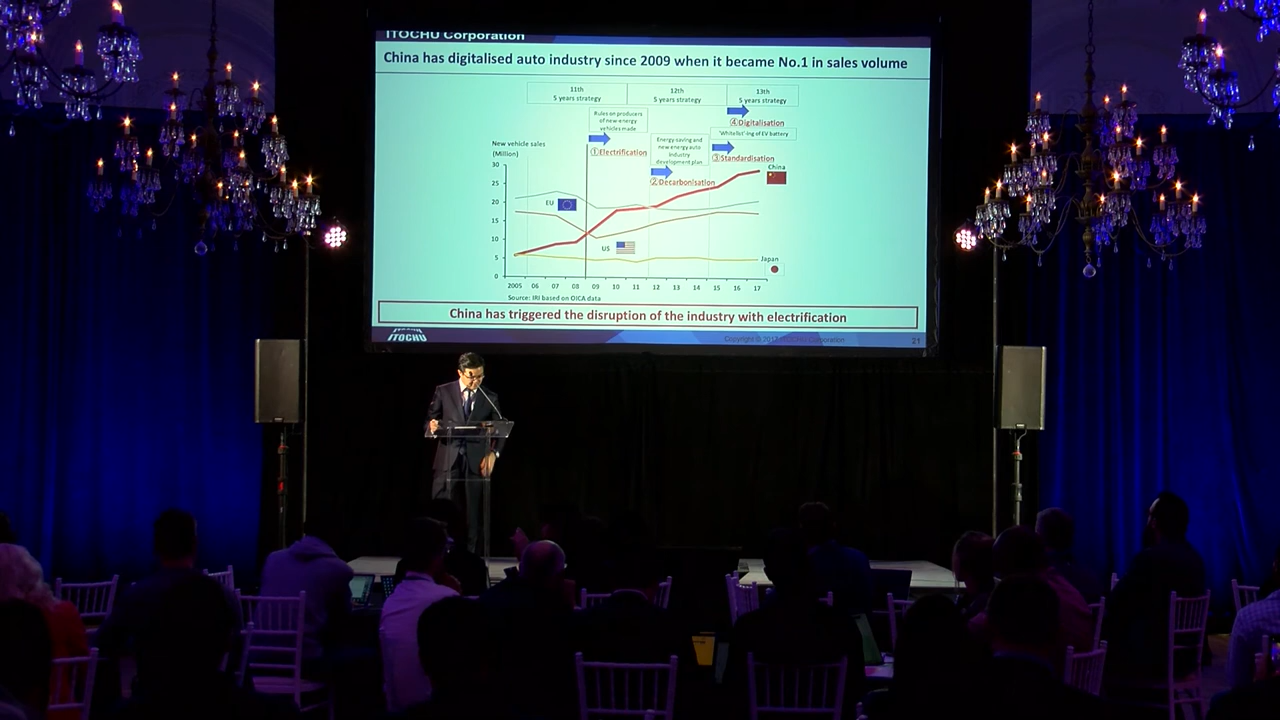 ITOCHU Corporation
China has digitalised auto industry since 2009 when it became No.1 in sales volume
11th
5 years strategy
12th
5 years strategy
13th
5 years strategy
Rules on producers
of new-energy
vehicles made
①Electrification
Energy-saving and
new energy auto
industry
development plan
②Decarbonisation
④Digitalisation
'White list'-ing of EV battery
③Standardisation
New vehicle sales
(Million)
30
25
20
15
10
5
0
China
EU
US
Japan
2005 06 07 08 09 10 11 12 13 14 15 16 17
Source: IRI based on OICA data
China has triggered the disruption of the industry with electrification
ITOCHU
Corporation
21